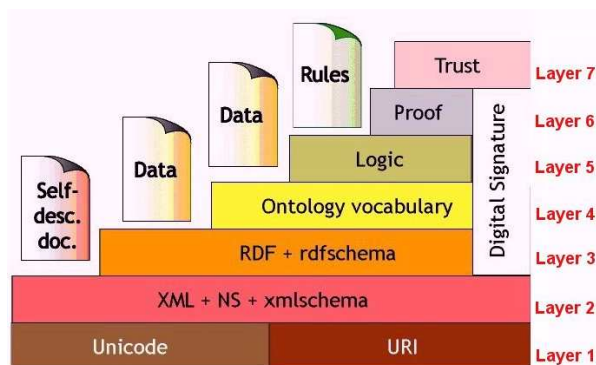 Trust
Layer 7
Rules
Proof
Layer 6
Data
Logic
Layer 5
Digital Signature
Data
Ontology vocabulary
Layer 4
Self-
desc.
doc.
RDF + rdfschema
Layer 3
XML + NS + xmlschema
Layer 2
Unicode
URI
Layer 1